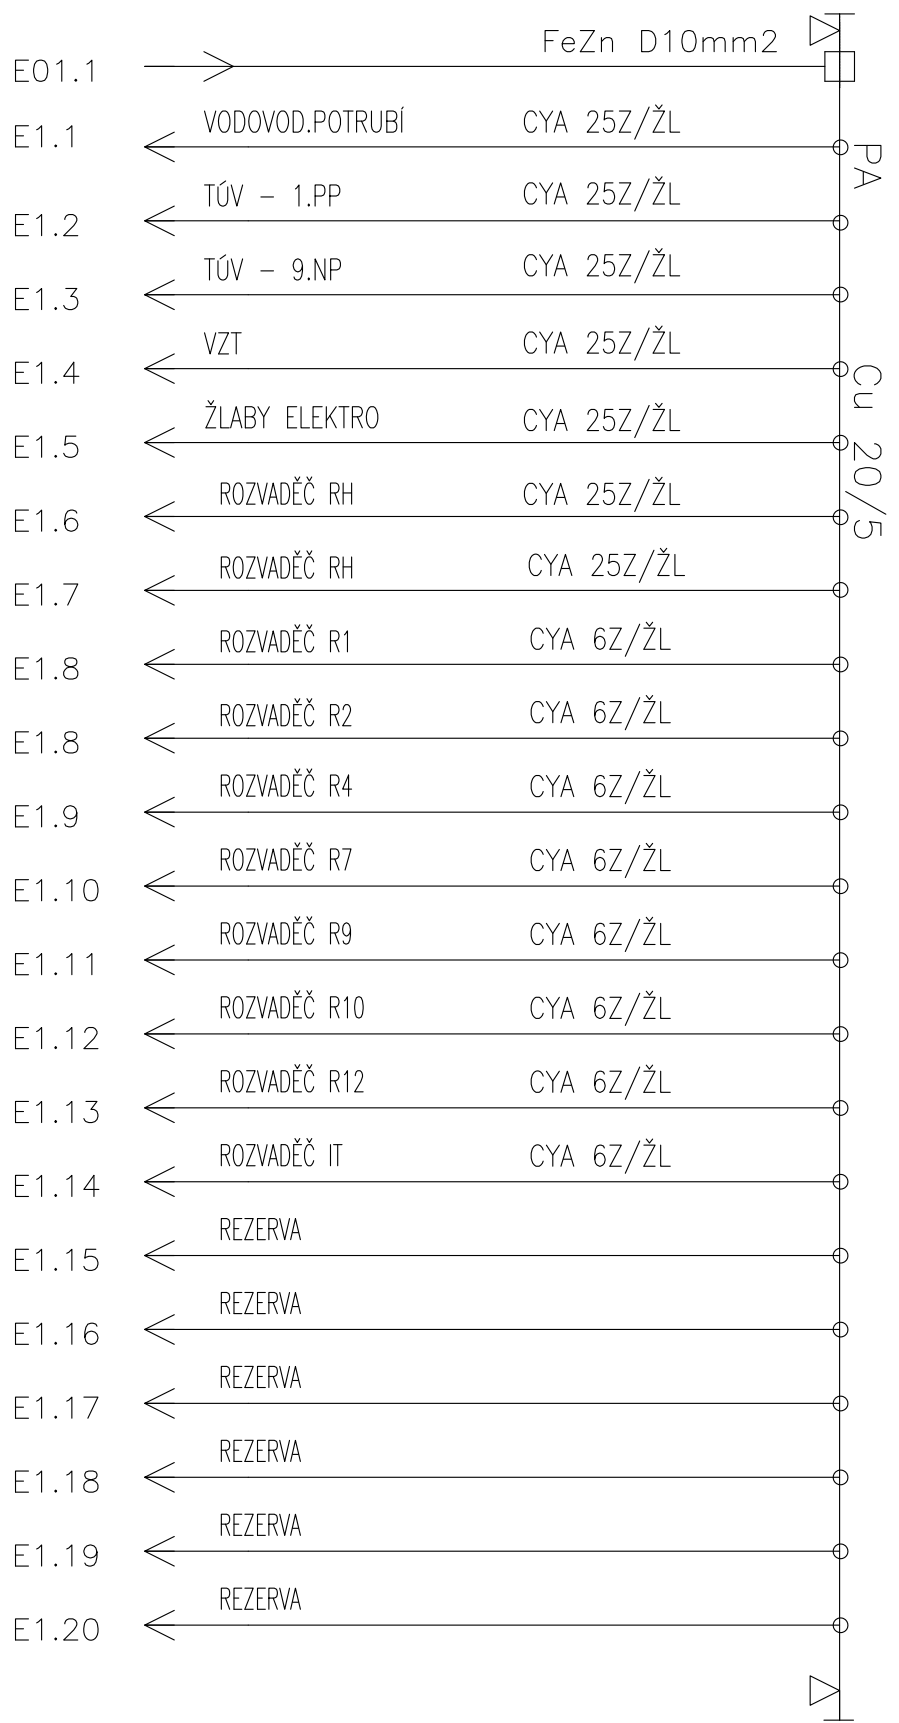 FeZn D10mm2
E01.1
VODOVOD.POTRUBÍ CYA 25Z/ŽL
E1.1
TÚV – 1.PP CYA 25Z/ŽL
E1.2
TÚV – 9.NP CYA 25Z/ŽL
E1.3
VZT CYA 25Z/ŽL
E1.4
ŽLABY ELEKTRO CYA 25Z/ŽL
E1.5
ROZVADĚČ RH CYA 25Z/ŽL
E1.6
ROZVADĚČ RH CYA 25Z/ŽL
E1.7
ROZVADĚČ R1 CYA 6Z/ŽL
E1.8
ROZVADĚČ R2 CYA 6Z/ŽL
E1.8
ROZVADĚČ R4 CYA 6Z/ŽL
E1.9
ROZVADĚČ R7 CYA 6Z/ŽL
E1.10
ROZVADĚČ R9 CYA 6Z/ŽL
E1.11
ROZVADĚČ R10 CYA 6Z/ŽL
E1.12
ROZVADĚČ R12 CYA 6Z/ŽL
E1.13
ROZVADĚČ IT CYA 6Z/ŽL
E1.14
REZERVA
E1.15
REZERVA
E1.16
REZERVA
E1.17
REZERVA
E1.18
REZERVA
E1.19
REZERVA
E1.20
PA Cu 20/5